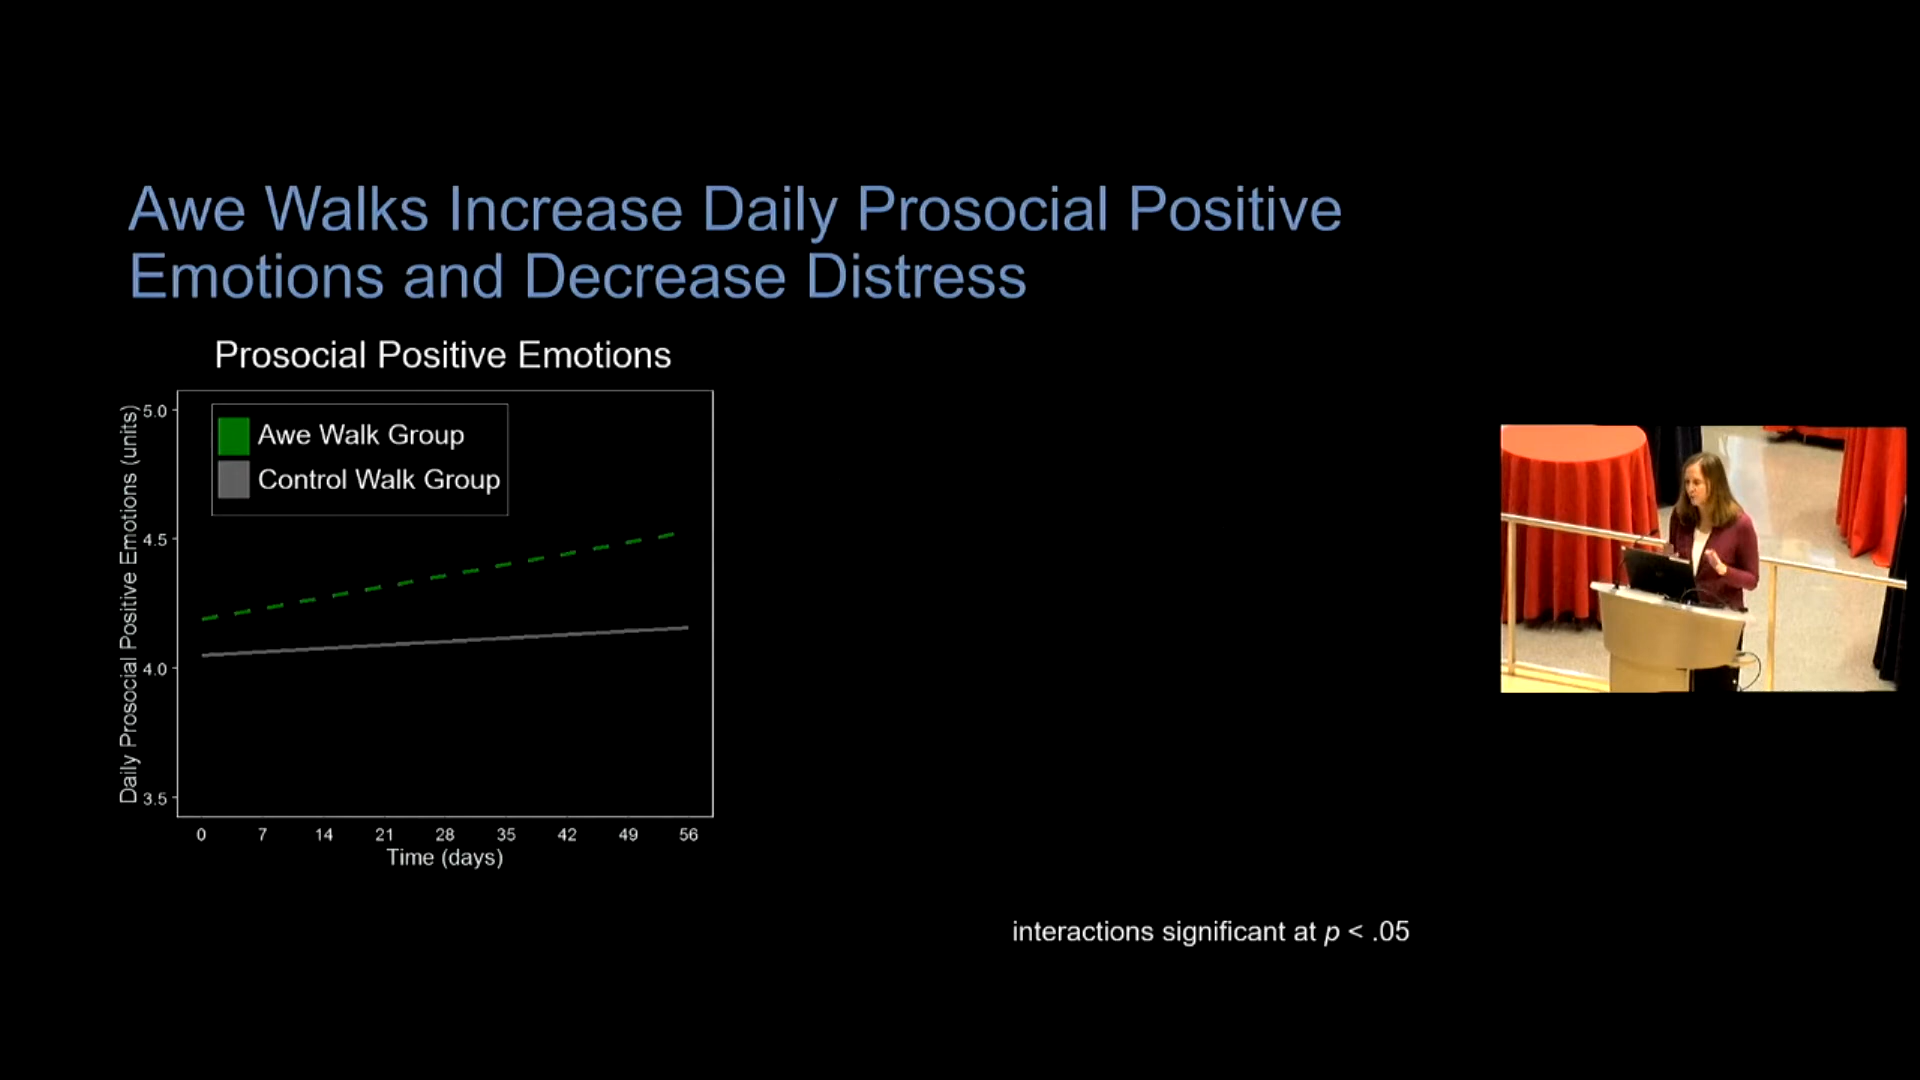 Awe Walks Increase Daily Prosocial Positive
Emotions and Decrease Distress
Prosocial Positive Emotions
Awe Walk Group
Control Walk Group
Daily Prosocial Positive Emotions (units)
5.0
4.5
4.0
3.5
0 7 14 21 28 35 42 49 56
Time (days)
interactions significant at p < .05